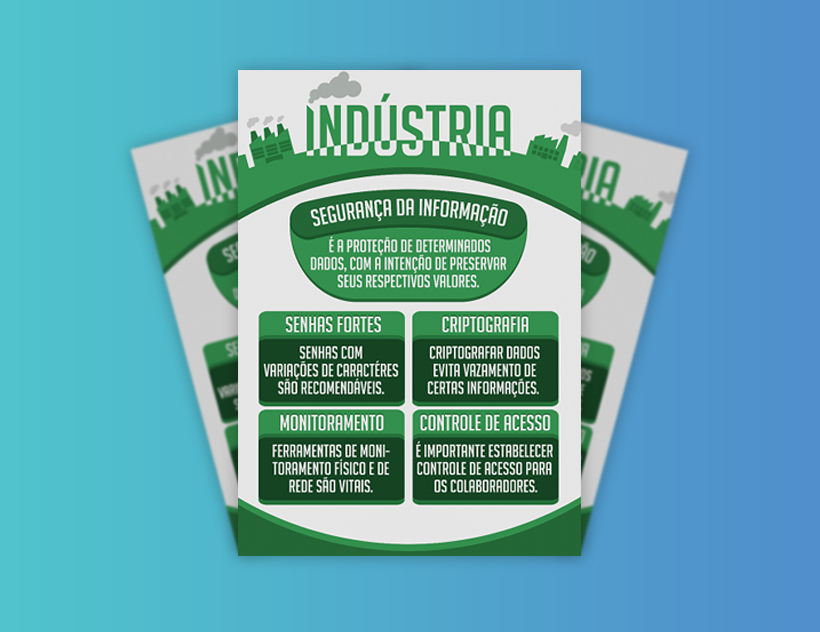 INDÚSTRIA
SEGURANÇA DA INFORMAÇÃO
É A PROTEÇÃO DE DETERMINADOS
DADOS, COM A INTENÇÃO DE PRESERVAR
SEUS RESPECTIVOS VALORES.
SENHAS FORTES
SENHAS COM
VARIAÇÕES DE CARACTÉRES
SÃO RECOMENDÁVEIS.
CRIPTOGRAFIA
CRIPTOGRAFAR DADOS
EVITA VAZAMENTO DE
CERTAS INFORMAÇÕES.
MONITORAMENTO
FERRAMENTAS DE MONI-
TORAMENTO FÍSICO E DE
REDE SÃO VITAIS.
CONTROLE DE ACESSO
É IMPORTANTE ESTABELECER
CONTROLE DE ACESSO PARA
OS COLABORADORES.